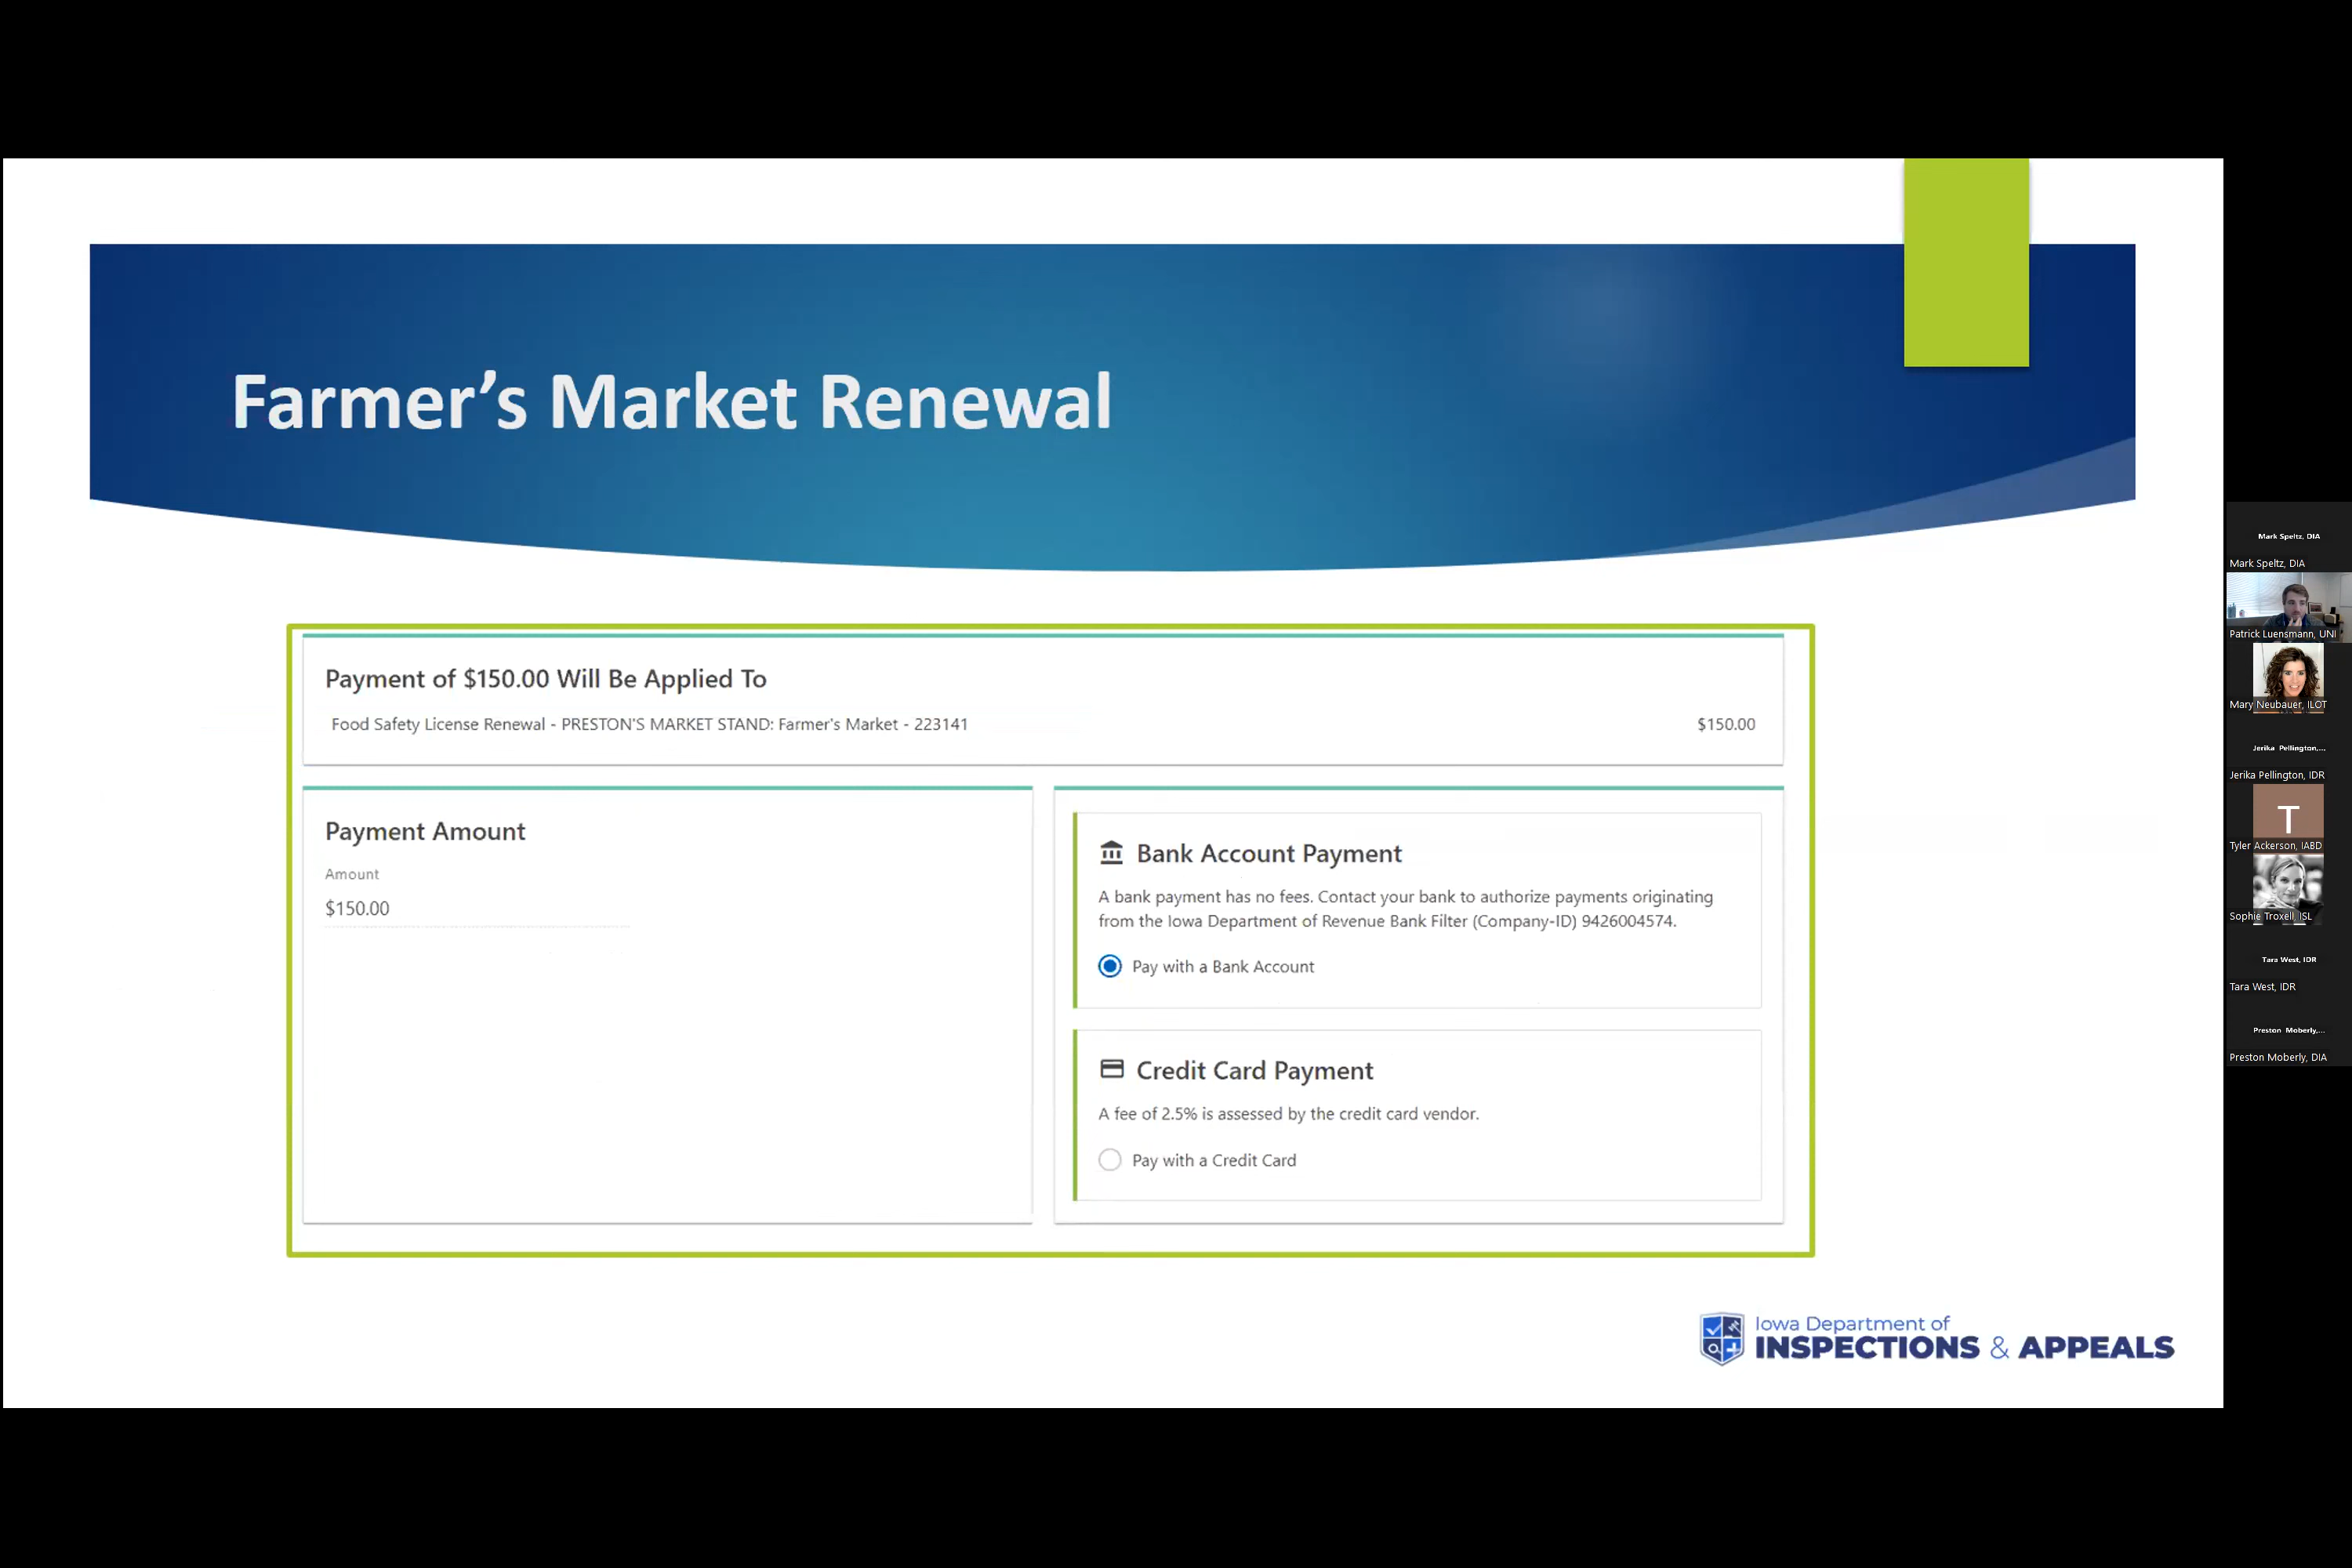 Farmer's Market Renewal
Payment of $150.00 Will Be Applied To
Food Safety License Renewal - PRESTON'S MARKET STAND: Farmer's Market - 223141 $150.00
Payment Amount
Amount
$150.00
Bank Account Payment
A bank payment has no fees. Contact your bank to authorize payments originating
from the Iowa Department of Revenue Bank Filter (Company-ID) 9426004574.
Pay with a Bank Account
Credit Card Payment
A fee of 2.5% is assessed by the credit card vendor.
Pay with a Credit Card
Iowa Department of
INSPECTIONS & APPEALS
Mark Speltz, DIA
Mark Speltz, DIA
Patrick Luensmann, UNI
Mary Neubauer, ILOT
Jerika Pellington,...
Jerika Pellington, IDR
T
Tyler Ackerson, IABD
Sophie Troxell, ISL
Tara West, IDR
Tara West, IDR
Preston Moberly,...
Preston Moberly, DIA